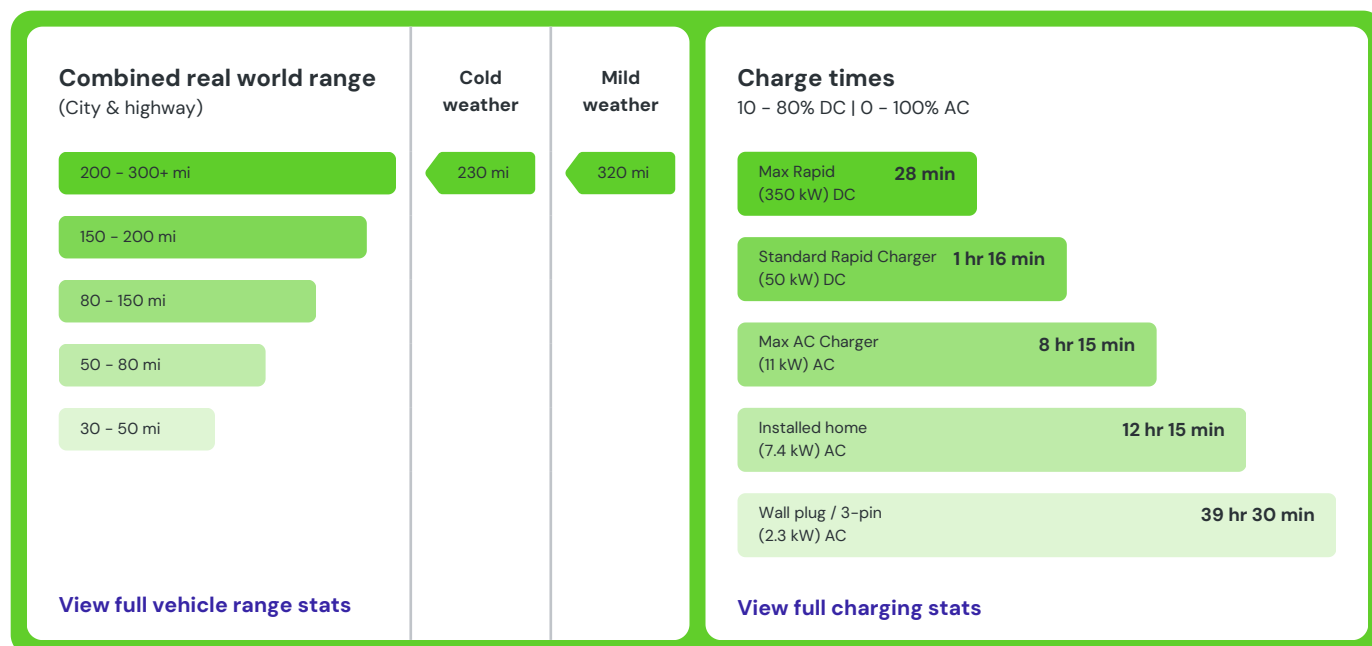 Combined real world range
(City & highway)
Cold
weather
Mild
weather
200 - 300+ mi
230 mi
320 mi
150 - 200 mi
80 - 150 mi
50 - 80 mi
30 - 50 mi
View full vehicle range stats
Charge times
10 - 80% DC | 0 - 100% AC
Max Rapid
(350 kW) DC
28 min
Standard Rapid Charger
(50 kW) DC
1 hr 16 min
Max AC Charger
(11 kW) AC
8 hr 15 min
Installed home
(7.4 kW) AC
12 hr 15 min
Wall plug / 3-pin
(2.3 kW) AC
39 hr 30 min
View full charging stats